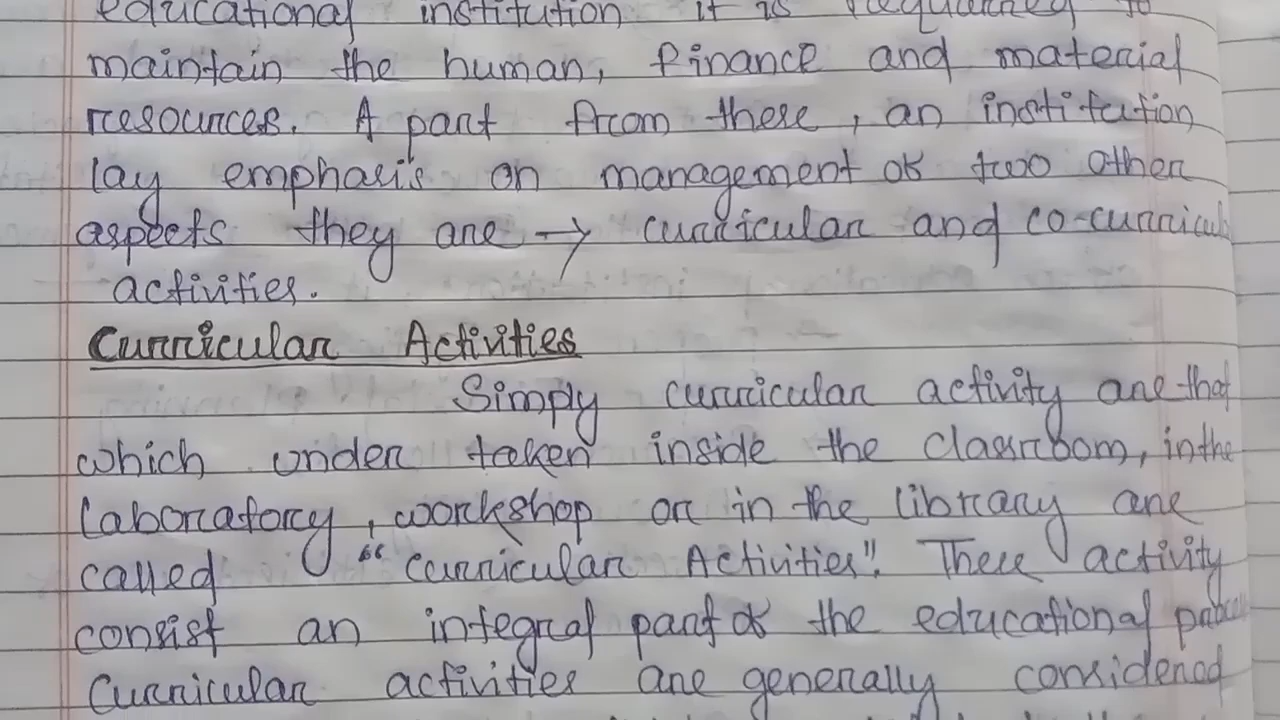 educational institution it is
maintain the human, finance and material
resources. A part from these, an institution
lay emphasis on management of two other
aspects they are → curricular and co-curricul
activities.
Curricular Activities
Simply curricular activity are that
which under taken inside the classroom, in the
Laboratory, workshop or in the library are
called "curricular Activities". These activity
consist an integral part of the educational
Curricular activities are generally considered